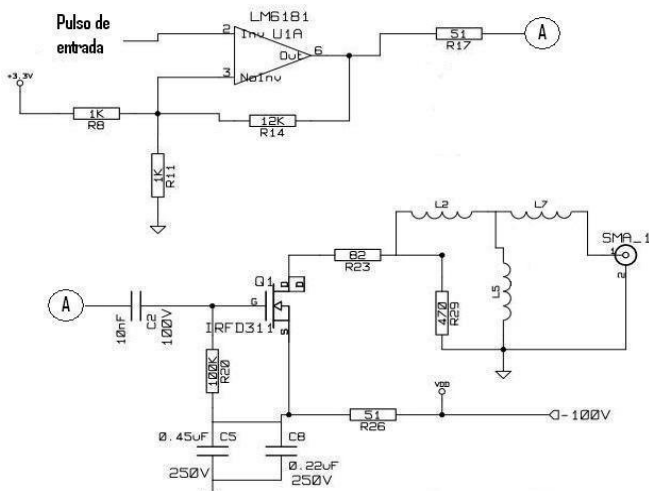 Pulso de
entrada
LM6181
2
Inv
U1A
Out
6
3
NoInv
51
R17
A
+3.3V
1K
R8
12K
R14
1K
R11
L2
L7
SMA_1
1
2
82
R23
L5
470
R29
Q1
D
D
G
S
IRFD311
A
10nF
C2
100V
100K
R20
VDD
51
R26
-100V
0.45uF
C5
250V
C8
0.22uF
250V